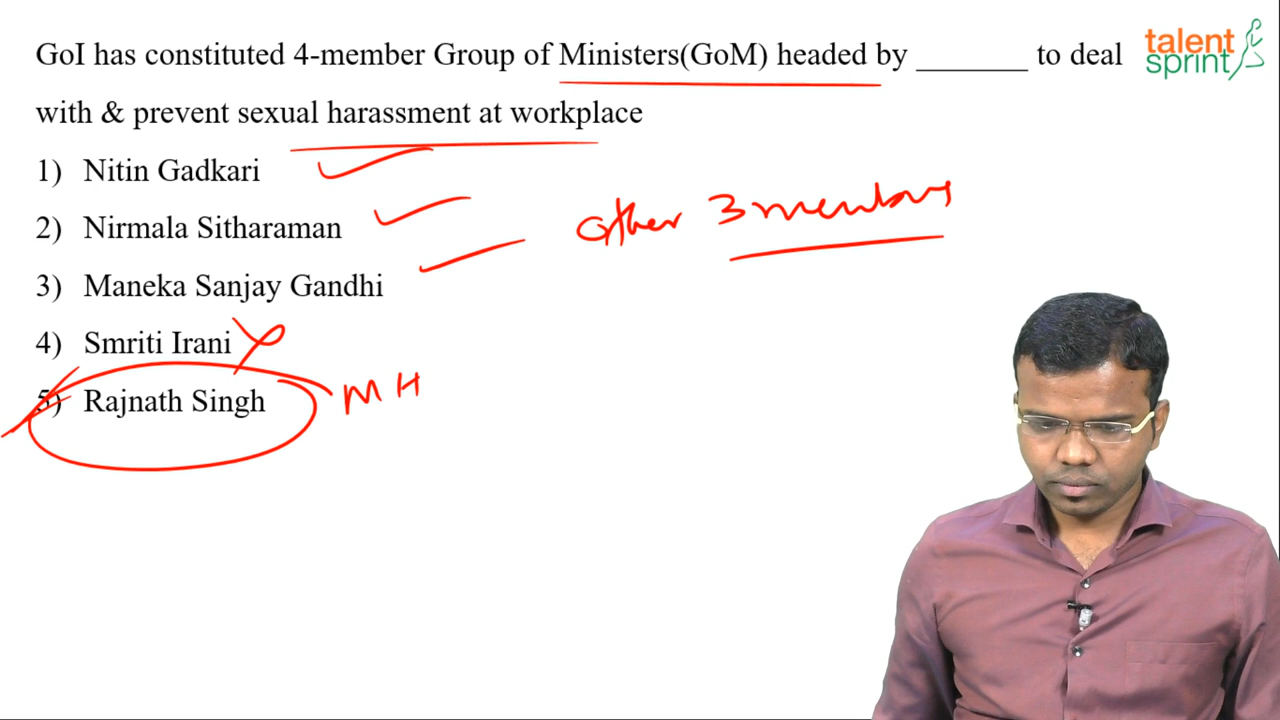 GoI has constituted 4-member Group of Ministers(GoM) headed by _______ to deal
with & prevent sexual harassment at workplace
1) Nitin Gadkari
2) Nirmala Sitharaman
3) Maneka Sanjay Gandhi
4) Smriti Irani
5) Rajnath Singh
other 3 members
MH
talent
sprint